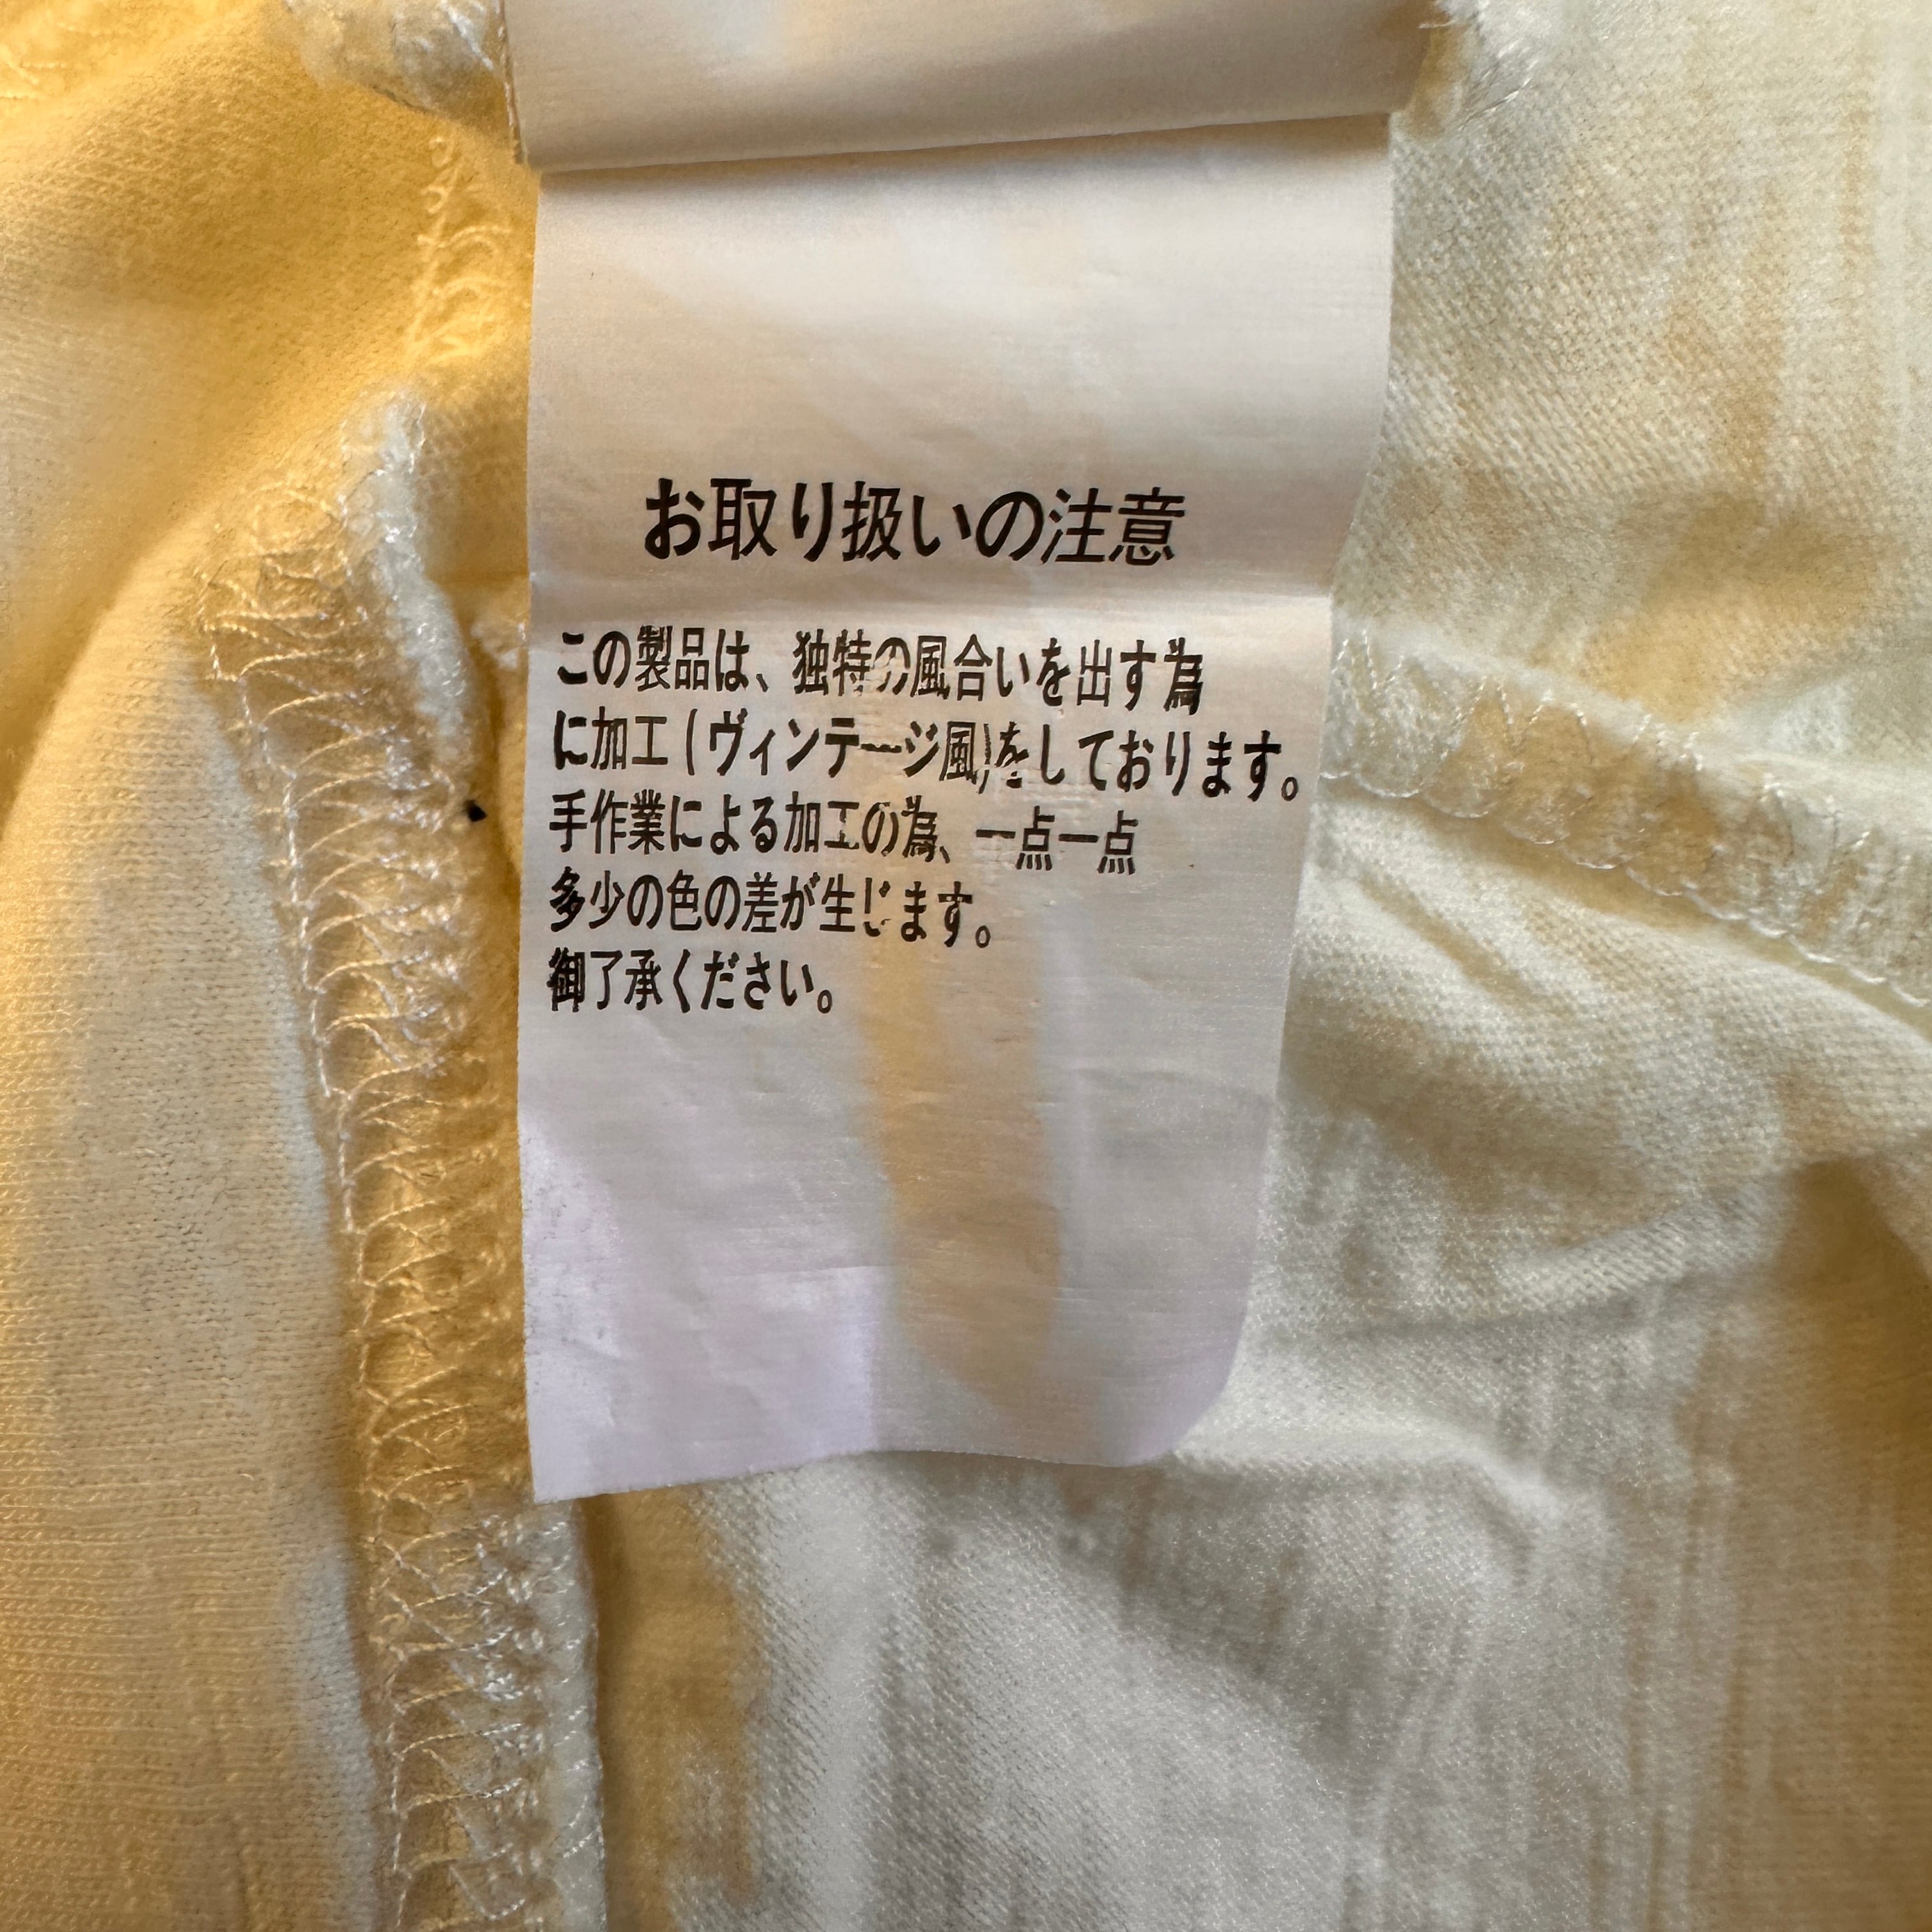 お取り扱いの注意
この製品は、独特の風合いを出す為
に加工(ヴィンテージ風)をしております。
手作業による加工の為、一点一点
多少の色の差が生じます。
御了承ください。